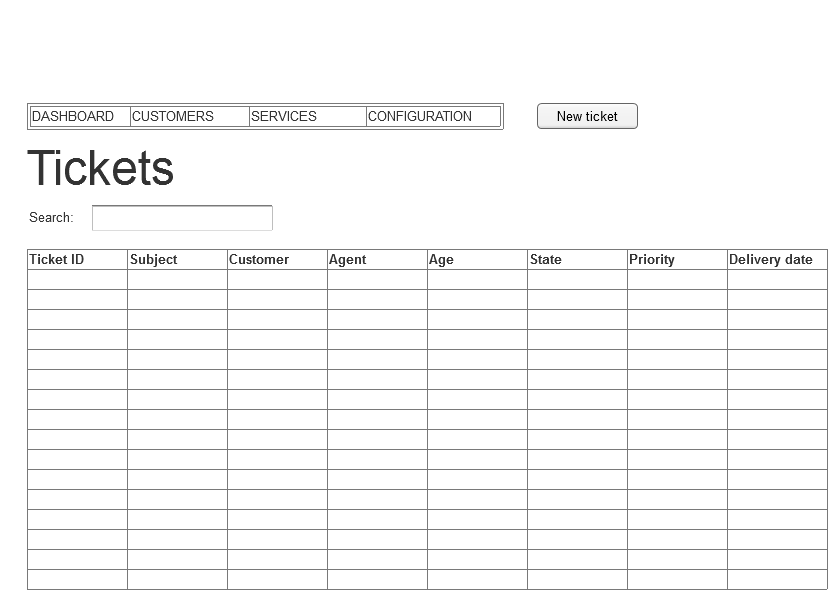 DASHBOARD CUSTOMERS SERVICES CONFIGURATION New ticket
Tickets
Search:
Ticket ID Subject Customer Agent Age State Priority Delivery date